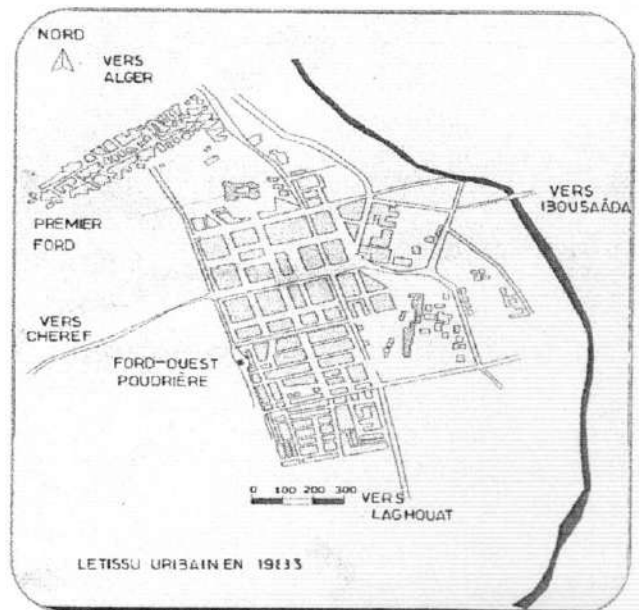 NORD
VERS
ALGER
VERS
IBOUSAÂDA
PREMIER
FORD
VERS
CHEREF
FORD-OUEST
POUDRIÈRE
0 100 200 300
VERS
LAGHOUAT
LETISSU URIBAIN EN 19833